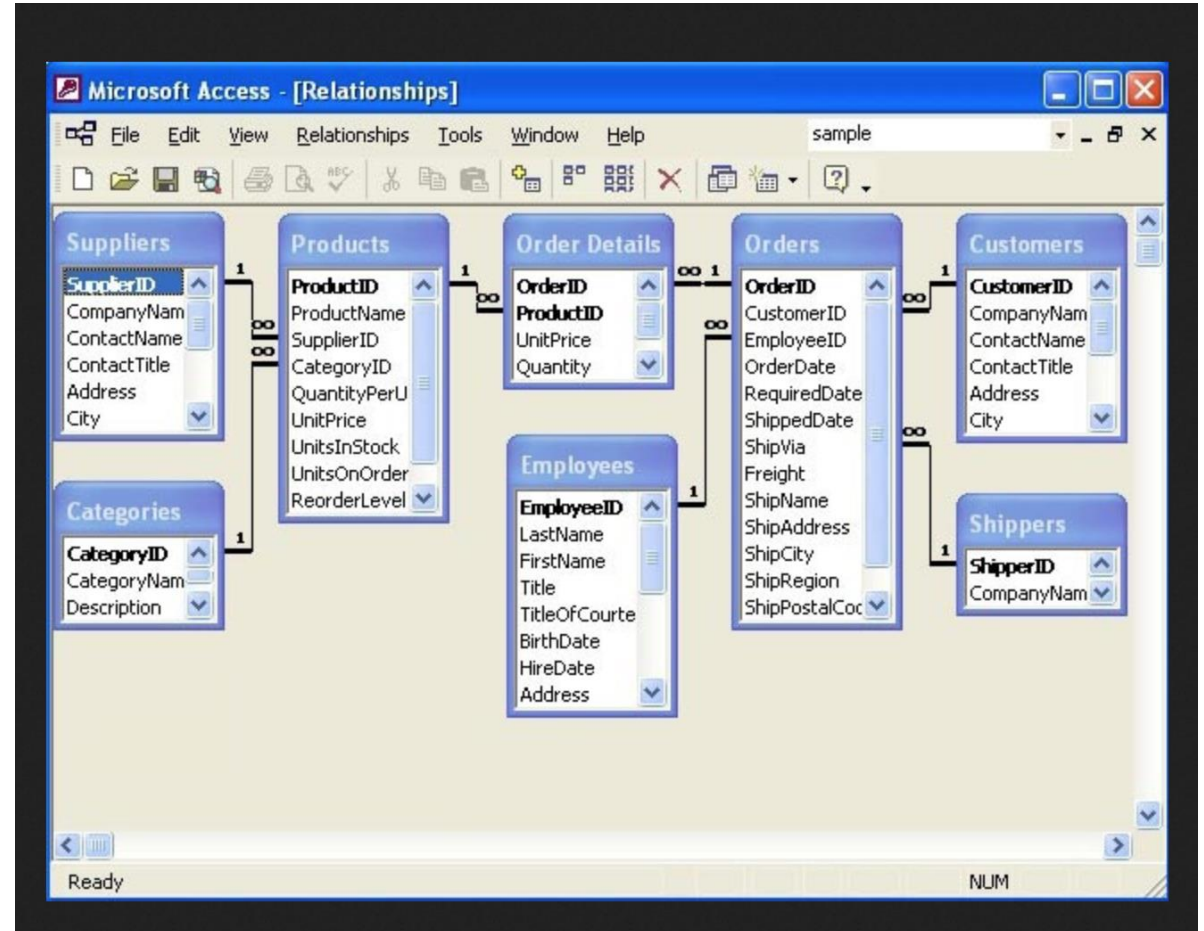 Microsoft Access - [Relationships]
File Edit View Relationships Tools Window Help sample
ABC
Suppliers
SupplierID
CompanyNam
ContactName
ContactTitle
Address
City
Products
ProductID
ProductName
SupplierID
CategoryID
QuantityPerU
UnitPrice
UnitsInStock
UnitsOnOrder
ReorderLevel
Order Details
OrderID
ProductID
UnitPrice
Quantity
Orders
OrderID
CustomerID
EmployeeID
OrderDate
RequiredDate
ShippedDate
ShipVia
Freight
ShipName
ShipAddress
ShipCity
ShipRegion
ShipPostalCoc
Customers
CustomerID
CompanyNam
ContactName
ContactTitle
Address
City
Categories
CategoryID
CategoryNam
Description
Employees
EmployeeID
LastName
FirstName
Title
TitleOfCourte
BirthDate
HireDate
Address
Shippers
ShipperID
CompanyNam
1
∞
∞
1
1
∞
∞ 1
∞
1
1
∞
∞
1
Ready NUM